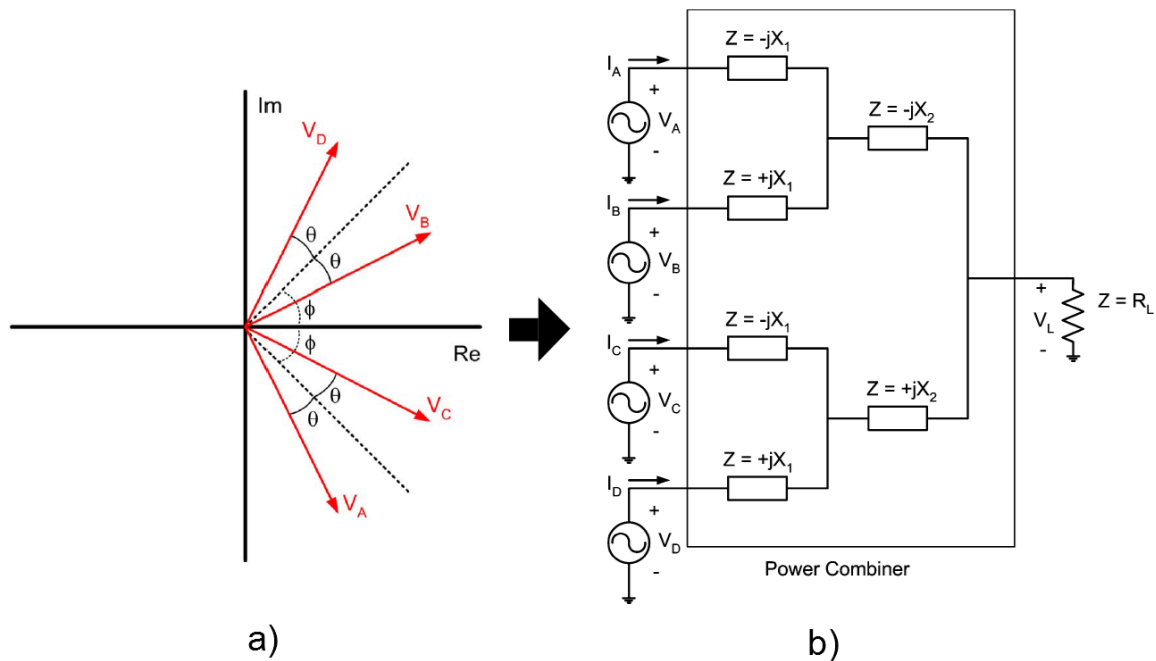 Im
V_D
V_B
θ
θ
ϕ
ϕ
Re
θ
θ
V_C
V_A
a)
Z = -jX_1
I_A
+
V_A
-
Z = -jX_2
I_B
Z = +jX_1
+
V_B
-
I_C
Z = -jX_1
+
V_C
-
Z = +jX_2
+
V_L
-
Z = R_L
I_D
Z = +jX_1
+
V_D
-
Power Combiner
b)